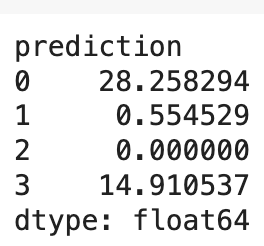 prediction
0    28.258294
1     0.554529
2     0.000000
3    14.910537
dtype: float64